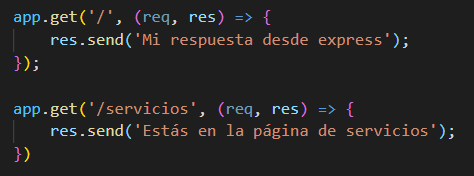 app.get('/', (req, res) => {
    res.send('Mi respuesta desde express');
});

app.get('/servicios', (req, res) => {
    res.send('Estás en la página de servicios');
})